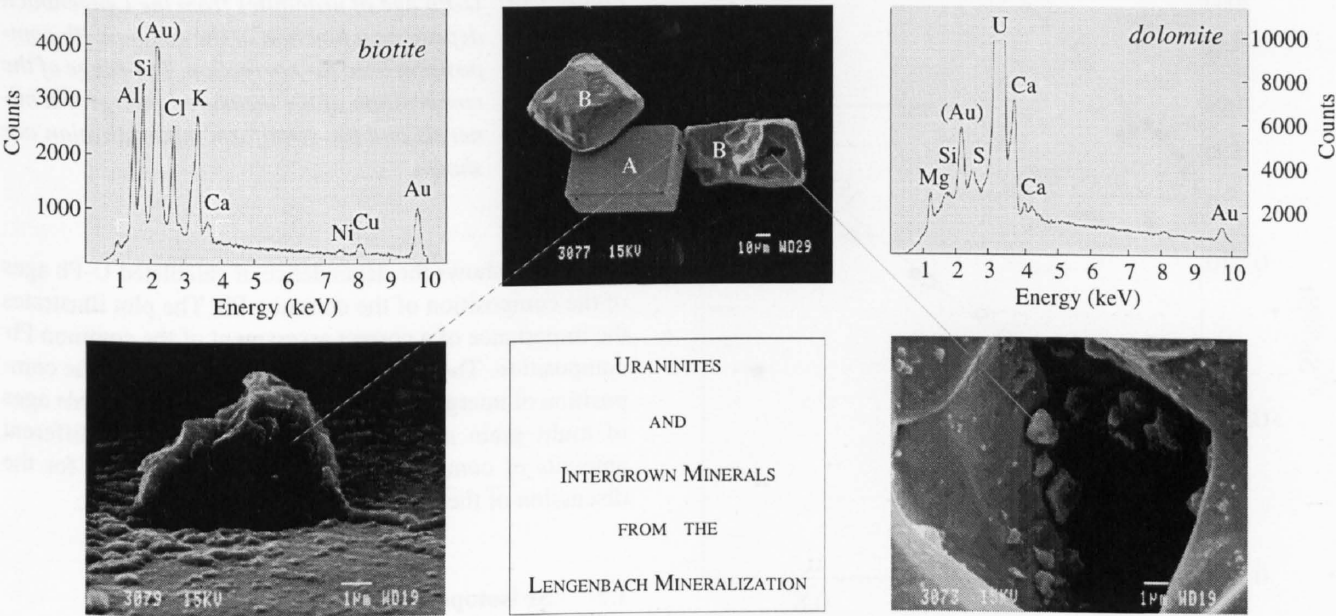 biotite
Counts
4000
3000
2000
1000
Al
Si
(Au)
Cl
K
Ca
Ni
Cu
Au
1 2 3 4 5 6 7 8 9 10
Energy (keV)
B
A
B
3077 15KV 10µm WD29
dolomite
U
Ca
(Au)
Si
S
Mg
Ca
Au
10000
8000
6000
4000
2000
Counts
1 2 3 4 5 6 7 8 9 10
Energy (keV)
3079 15KV 1µm WD19
URANINITES
AND
INTERGROWN MINERALS
FROM THE
LENGENBACH MINERALIZATION
3073 15KV 1µm WD19